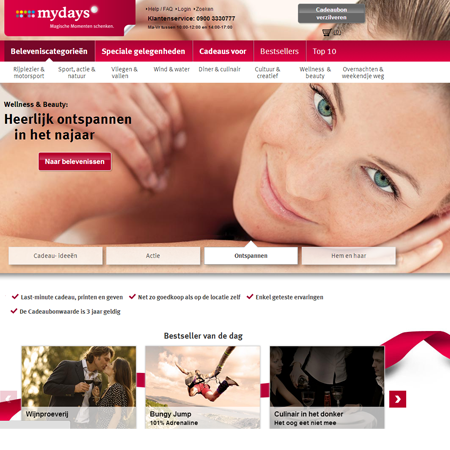 mydays
Magische Momenten schenken.
Help / FAQ Login Zoeken
Klantenservice: 0900 3330777
Ma t/m zo van 09:00-12:00 en 14:00-17:00
Cadeaubon
verzilveren
(0)
Beleveniscategorieën Speciale gelegenheden Cadeaus voor Bestsellers Top 10
Rijplezier &
motorsport
Sport, actie &
natuur
Vliegen &
vallen
Wind & water
Diner & culinair
Cultuur &
creatief
Wellness &
beauty
Overnachten &
weekendje weg
Wellness & Beauty:
Heerlijk ontspannen
in het najaar
Naar belevenissen
Cadeau- ideeën Actie Ontspannen Hem en haar
Last-minute cadeau, printen en geven Net zo goedkoop als op de locatie zelf Enkel geteste ervaringen
De Cadeaubonwaarde is 3 jaar geldig
Bestseller van de dag
Wijnproeverij
Bungy Jump
101% Adrenaline
Culinair in het donker
Het oog eet niet mee